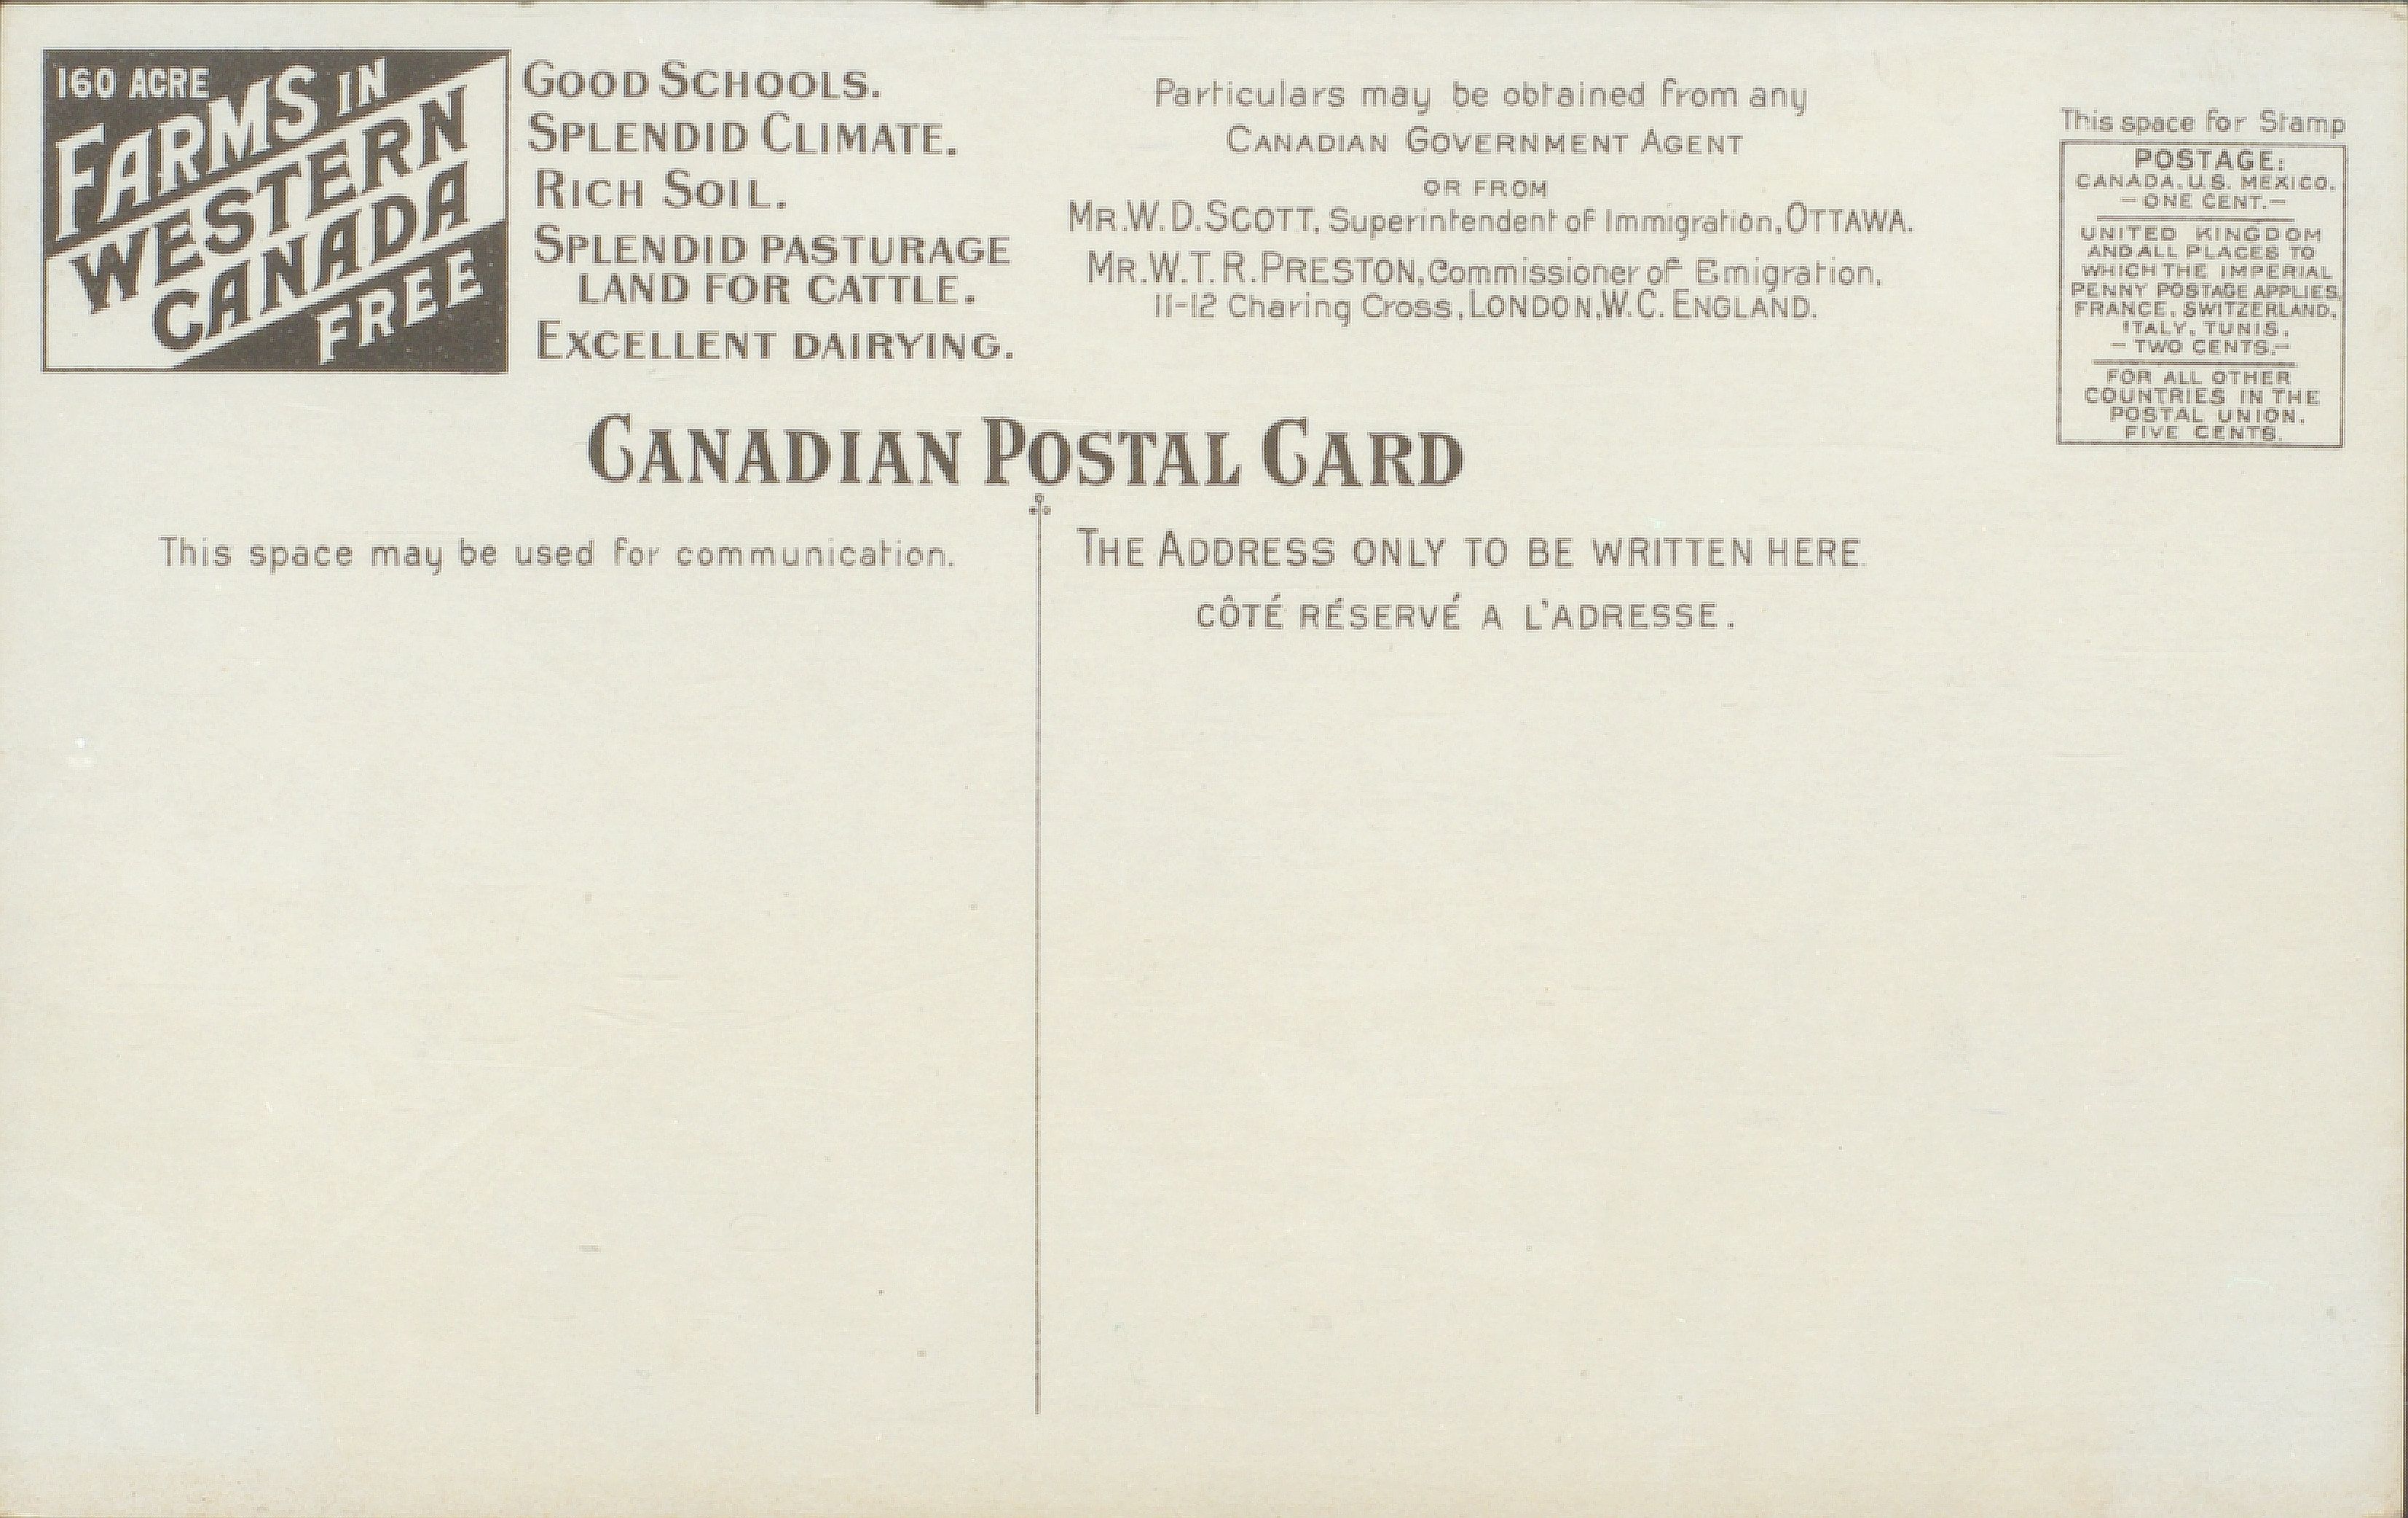 160 ACRE
FARMS IN
WESTERN
CANADA
FREE
GOOD SCHOOLS.
SPLENDID CLIMATE.
RICH SOIL.
SPLENDID PASTURAGE
LAND FOR CATTLE.
EXCELLENT DAIRYING.
Particulars may be obtained from any
CANADIAN GOVERNMENT AGENT
OR FROM
MR.W.D.SCOTT, Superintendent of Immigration, OTTAWA.
MR.W.T.R.PRESTON, Commissioner of Emigration,
11-12 Charing Cross, LONDON, W.C. ENGLAND.
This space for Stamp
POSTAGE:
CANADA, U.S. MEXICO,
- ONE CENT.-
UNITED KINGDOM
AND ALL PLACES TO
WHICH THE IMPERIAL
PENNY POSTAGE APPLIES,
FRANCE, SWITZERLAND,
ITALY, TUNIS,
- TWO CENTS.-
FOR ALL OTHER
COUNTRIES IN THE
POSTAL UNION.
FIVE CENTS.
CANADIAN POSTAL CARD
This space may be used for communication.
THE ADDRESS ONLY TO BE WRITTEN HERE.
CÔTÉ RÉSERVÉ A L'ADRESSE.